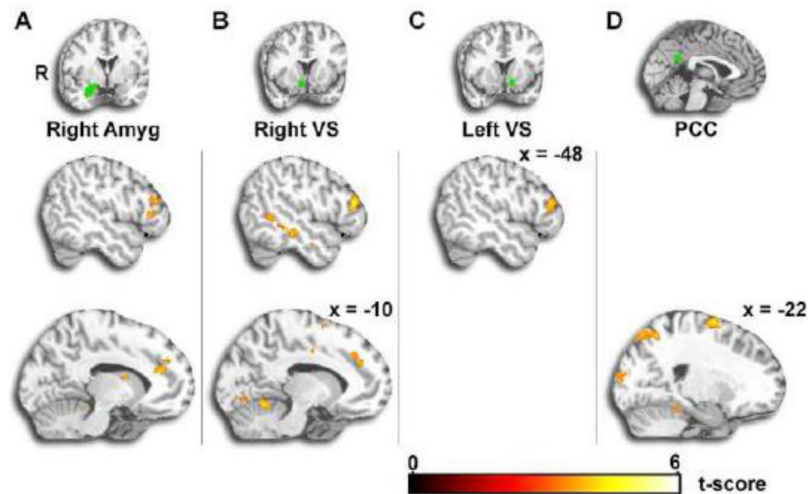 A
B
C
D
R
Right Amyg
Right VS
Left VS
PCC
x = -48
x = -10
x = -22
0
6
t-score